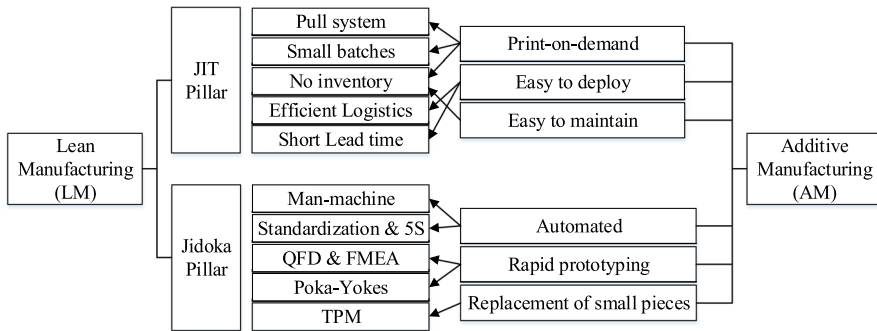 Lean
Manufacturing
(LM)
JIT
Pillar
Pull system
Small batches
No inventory
Efficient Logistics
Short Lead time
Print-on-demand
Easy to deploy
Easy to maintain
Jidoka
Pillar
Man-machine
Standardization & 5S
QFD & FMEA
Poka-Yokes
TPM
Automated
Rapid prototyping
Replacement of small pieces
Additive
Manufacturing
(AM)